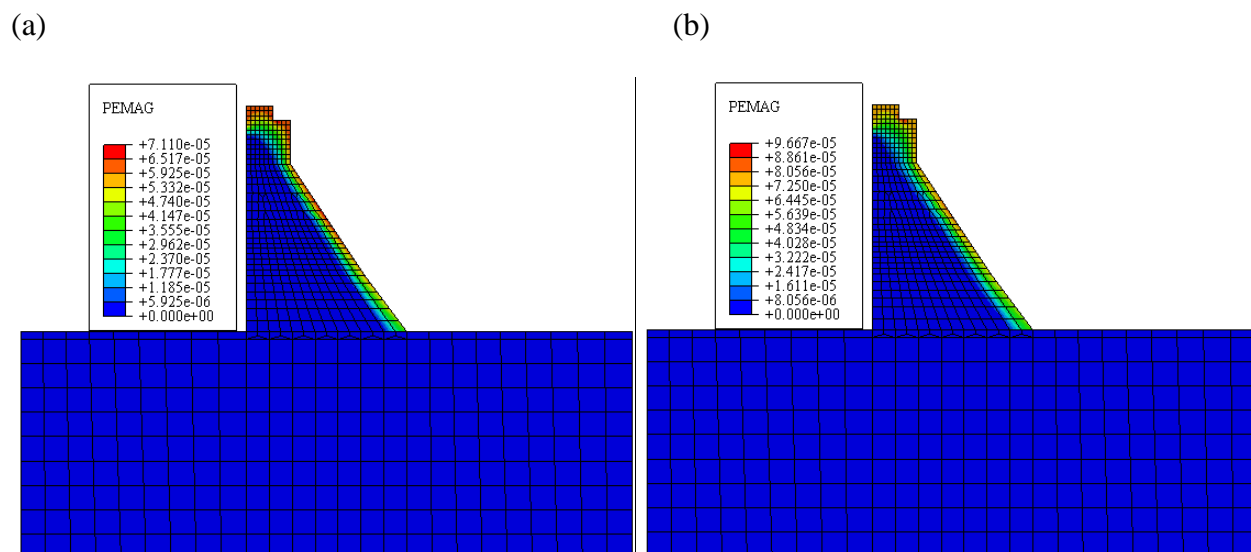 (a)
(b)
PEMAG
+7.110e-05
+6.517e-05
+5.925e-05
+5.332e-05
+4.740e-05
+4.147e-05
+3.555e-05
+2.962e-05
+2.370e-05
+1.777e-05
+1.185e-05
+5.925e-06
+0.000e+00
PEMAG
+9.667e-05
+8.861e-05
+8.056e-05
+7.250e-05
+6.445e-05
+5.639e-05
+4.834e-05
+4.028e-05
+3.222e-05
+2.417e-05
+1.611e-05
+8.056e-06
+0.000e+00